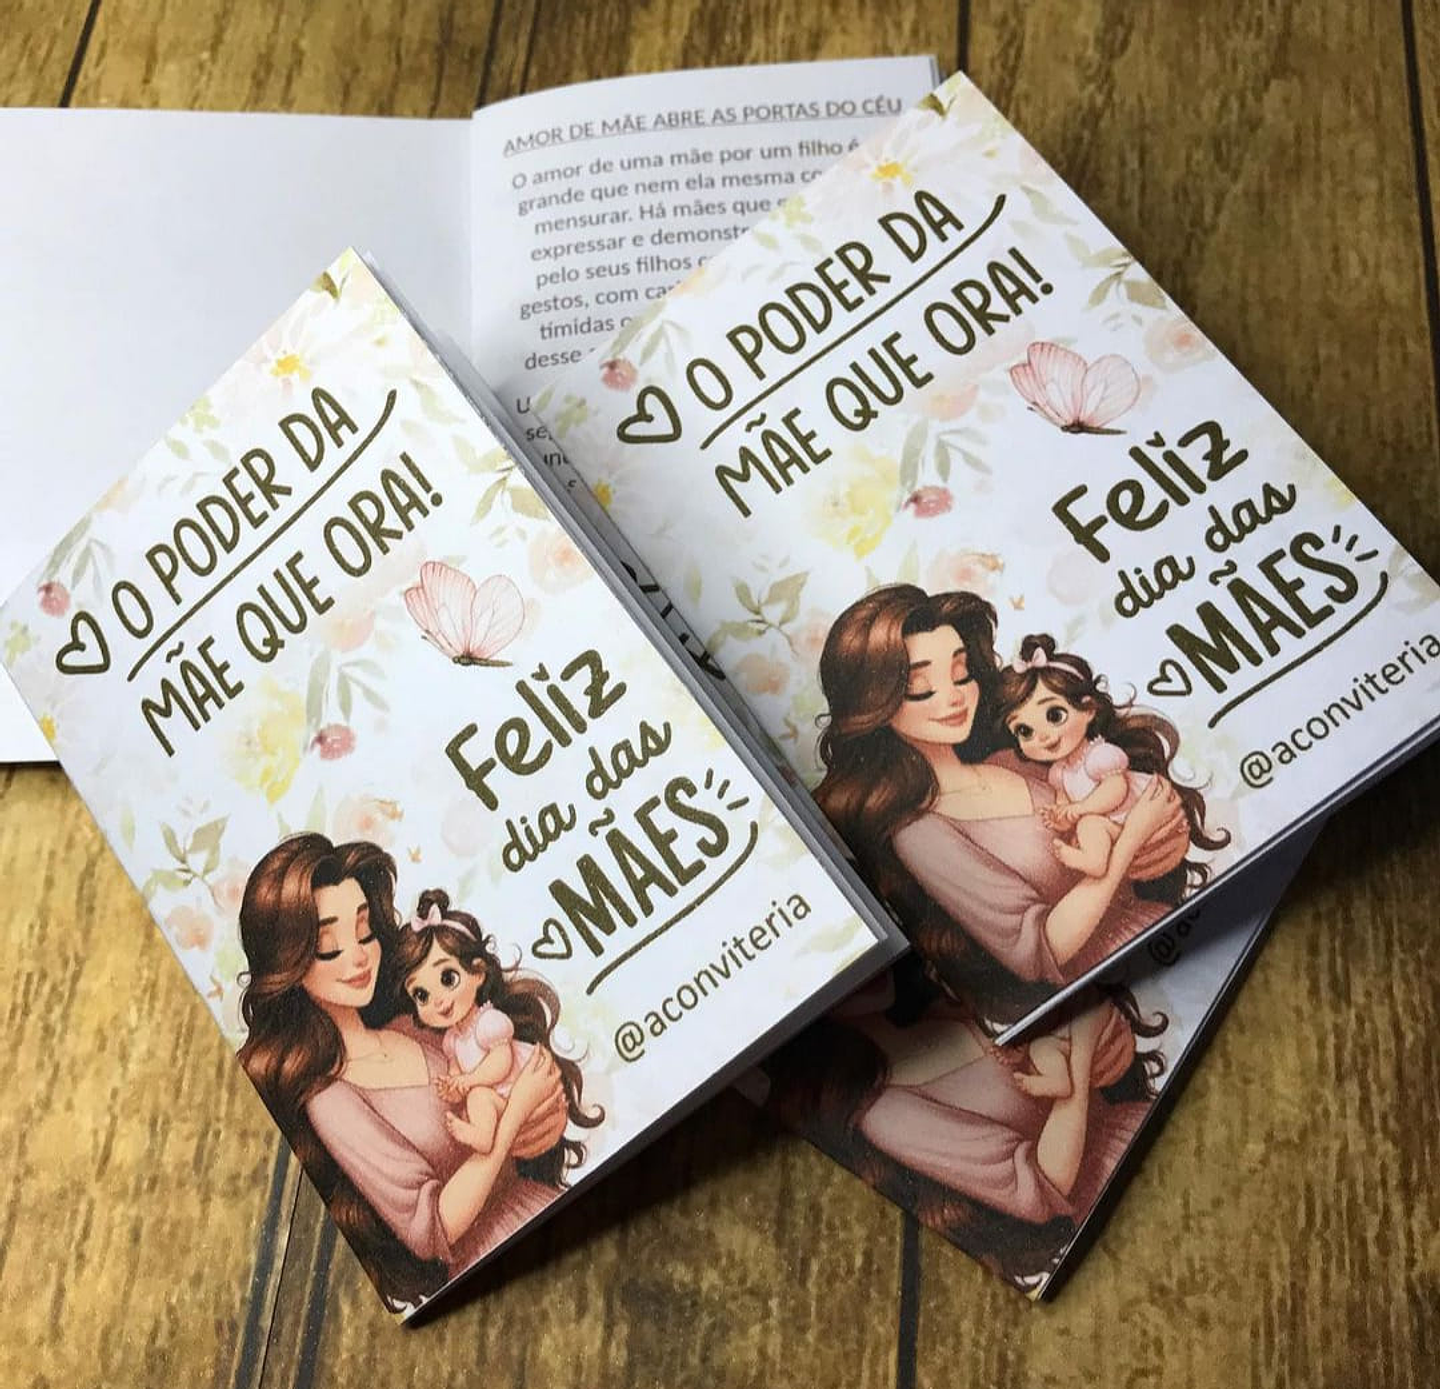 AMOR DE MÃE ABRE AS PORTAS DO CÉU
O amor de uma mãe por um filho é
grande que nem ela mesma
mensurar. Há mães que
expressar e
pelo seus filhos
gestos, com
tímidas
desse
O PODER DA
MÃE QUE ORA!
Feliz
dia das
MÃES
@aconviteria
O PODER DA
MÃE QUE ORA!
Feliz
dia das
MÃES
@aconviteria